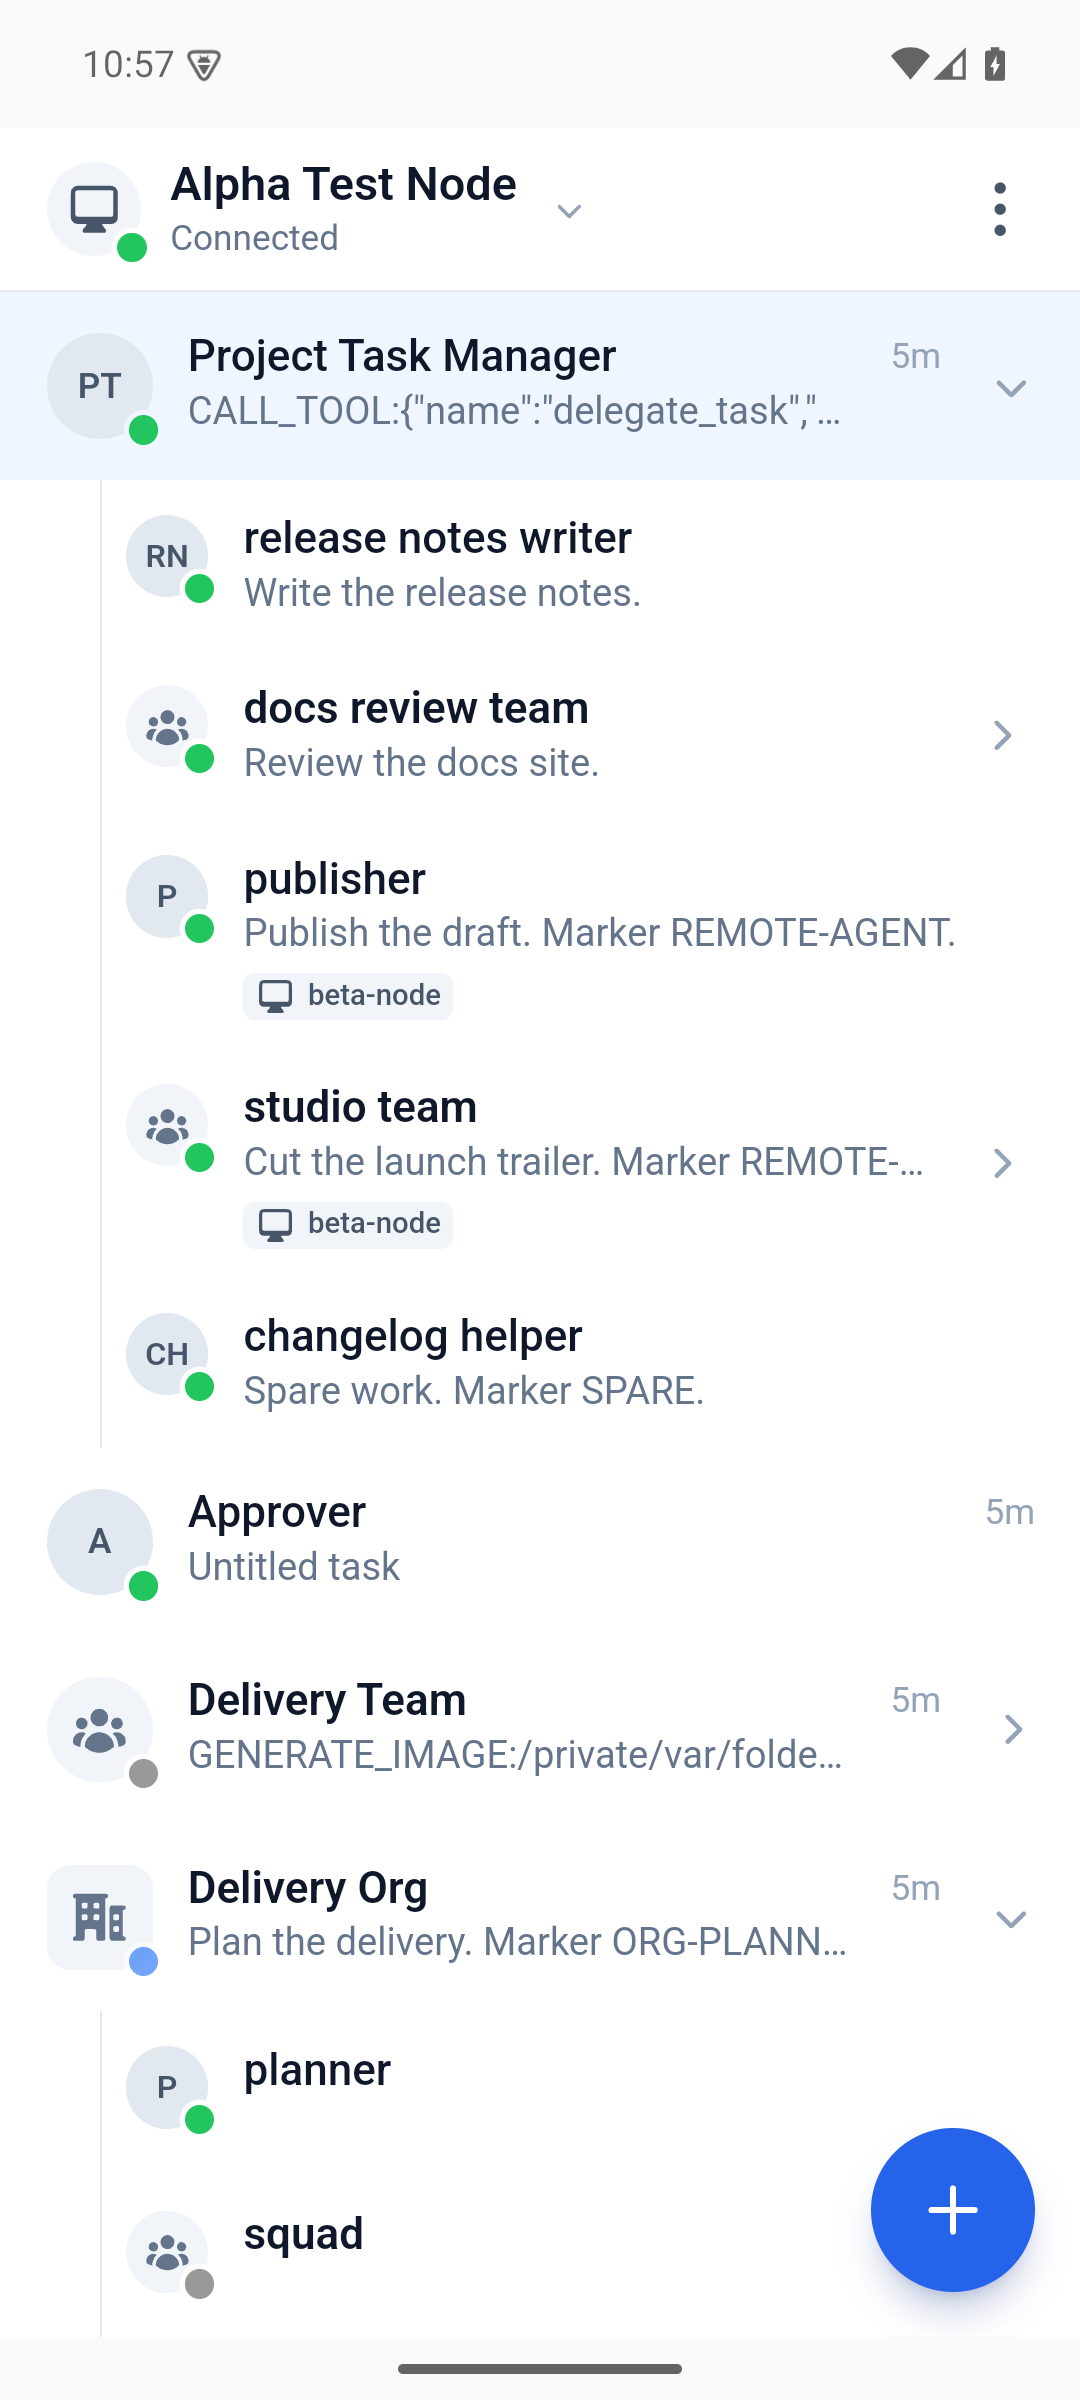 10:57
Alpha Test Node
Connected
PT
Project Task Manager
5m
CALL_TOOL:{"name":"delegate_task","...
RN
release notes writer
Write the release notes.
docs review team
Review the docs site.
P
publisher
Publish the draft. Marker REMOTE-AGENT.
beta-node
studio team
Cut the launch trailer. Marker REMOTE-...
beta-node
CH
changelog helper
Spare work. Marker SPARE.
A
Approver
5m
Untitled task
Delivery Team
5m
GENERATE_IMAGE:/private/var/folde...
Delivery Org
5m
Plan the delivery. Marker ORG-PLANN...
P
planner
squad